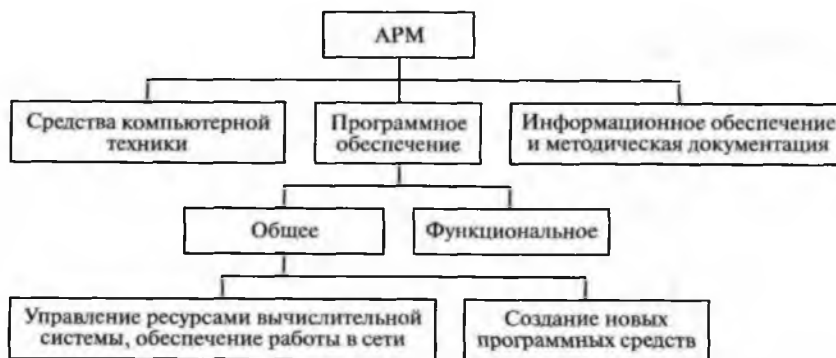 АРМ
Средства компьютерной
техники
Программное
обеспечение
Информационное обеспечение
и методическая документация
Общее
Функциональное
Управление ресурсами вычислительной
системы, обеспечение работы в сети
Создание новых
программных средств